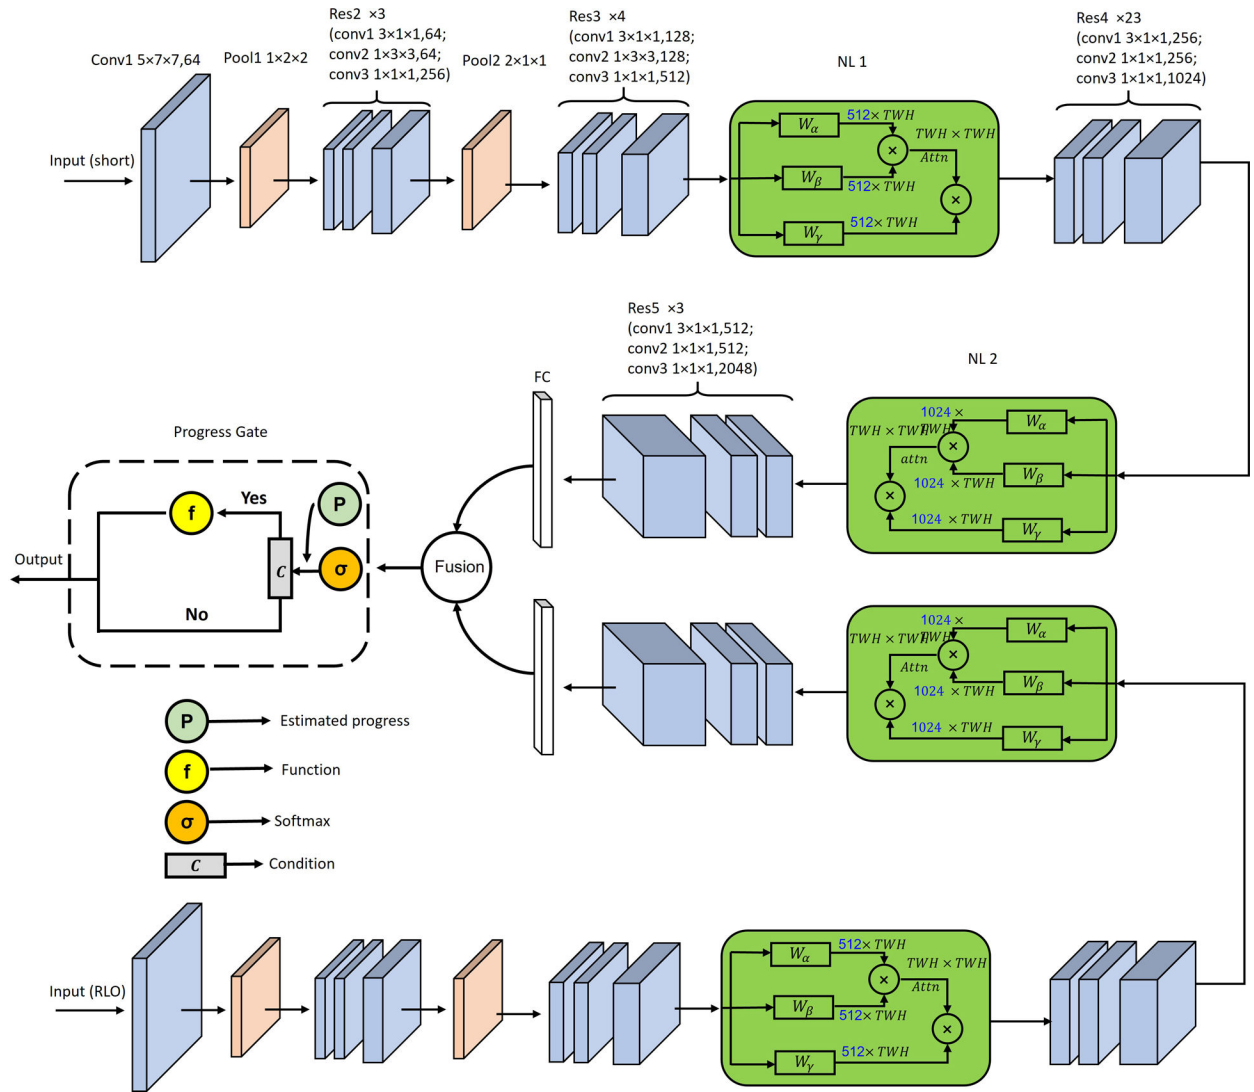 Res2 ×3
(conv1 3×1×1,64;
conv2 1×3×3,64;
conv3 1×1×1,256)
Res3 ×4
(conv1 3×1×1,128;
conv2 1×3×3,128;
conv3 1×1×1,512)
Res4 ×23
(conv1 3×1×1,256;
conv2 1×1×1,256;
conv3 1×1×1,1024)
Conv1 5×7×7,64
Pool1 1×2×2
Pool2 2×1×1
NL 1
Input (short)
Wα
512×TWH
TWH × TWH
×
Attn
Wβ
512×TWH
×
Wγ
512×TWH
Res5 ×3
(conv1 3×1×1,512;
conv2 1×1×1,512;
conv3 1×1×1,2048)
NL 2
FC
1024 ×
TWH
Wα
TWH × TWH
×
attn
Wβ
1024 × TWH
×
1024 × TWH
Wγ
Progress Gate
Yes
f
P
Output
C
σ
Fusion
No
1024 ×
TWH
Wα
TWH × TWH
×
Attn
Wβ
1024 × TWH
×
1024 × TWH
Wγ
P
Estimated progress
f
Function
σ
Softmax
C
Condition
Input (RLO)
Wα
512×TWH
TWH × TWH
×
Attn
Wβ
512×TWH
×
Wγ
512×TWH